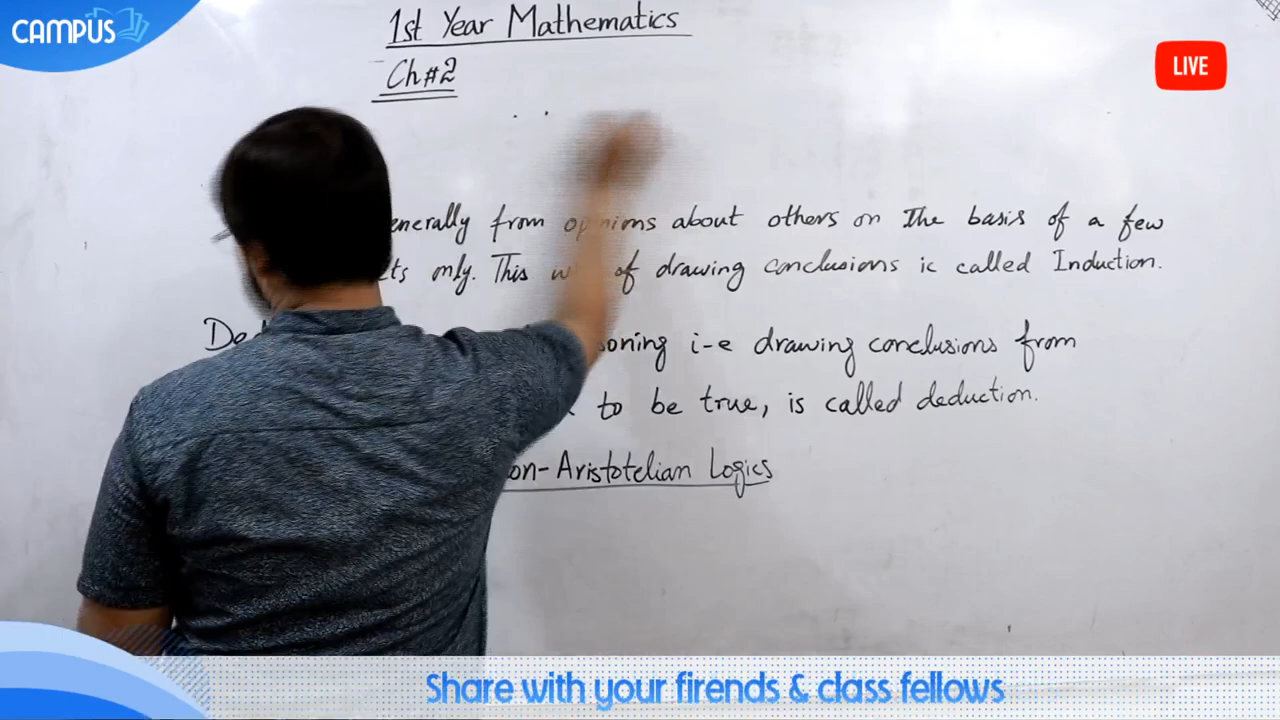 CAMPUS
LIVE
1st Year Mathematics
Ch#2
enerally from opinions about others on The basis of a few
ts only. This of drawing conclusions is called Induction.
soning i-e drawing conclusions from
to be true, is called deduction.
on-Aristotelian Logics
Share with your firends & class fellows